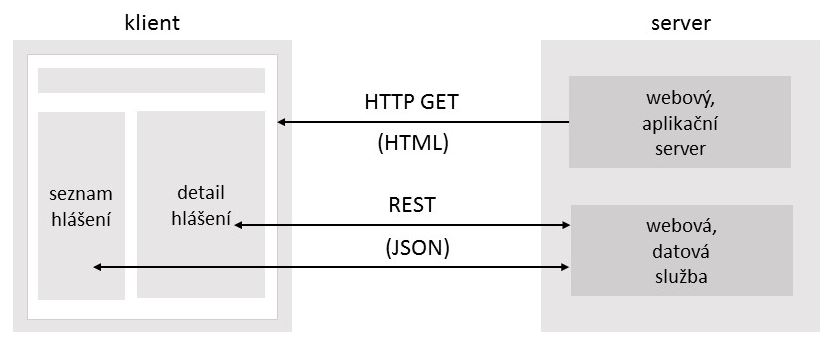 klient
server
HTTP GET
(HTML)
webový,
aplikační
server
seznam
hlášení
detail
hlášení
REST
(JSON)
webová,
datová
služba